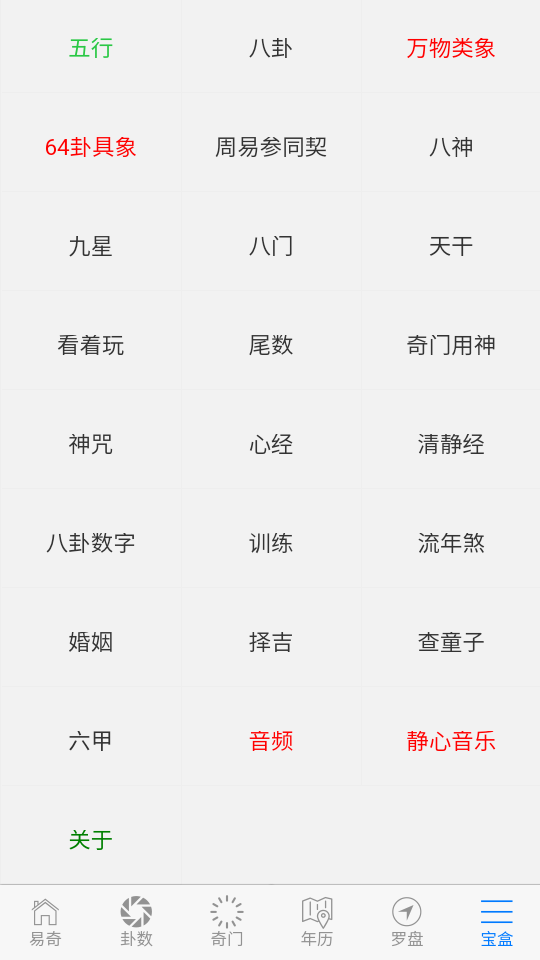 五行 八卦 万物类象
64卦具象 周易参同契 八神
九星 八门 天干
看着玩 尾数 奇门用神
神咒 心经 清静经
八卦数字 训练 流年煞
婚姻 择吉 查童子
六甲 音频 静心音乐
关于
易奇 卦数 奇门 年历 罗盘 宝盒